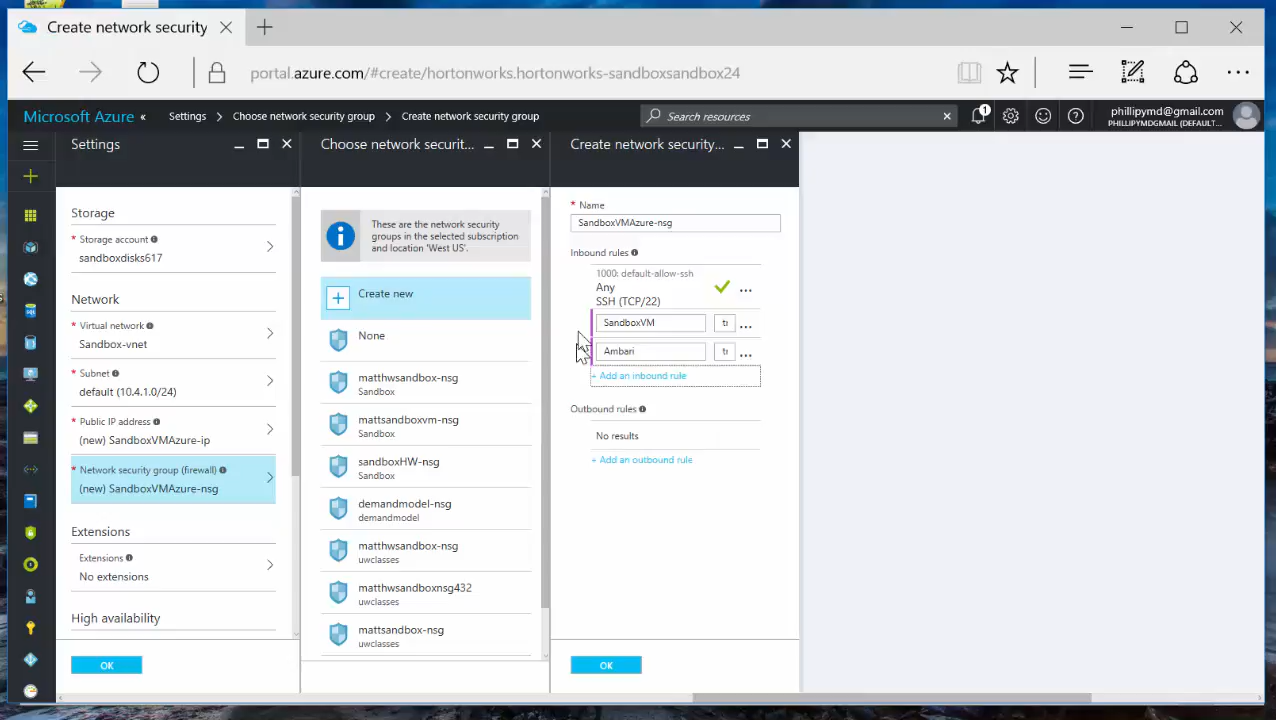 Create network security
portal.azure.com/#create/hortonworks.hortonworks-sandboxsandbox24
Microsoft Azure «
Settings > Choose network security group > Create network security group
Search resources
1
phillipymd@gmail.com
PHILLIPYMDGMAIL (DEFAULT...
Settings
Storage
* Storage account
sandboxdisks617
Network
* Virtual network
Sandbox-vnet
* Subnet
default (10.4.1.0/24)
* Public IP address
(new) SandboxVMAzure-ip
* Network security group (firewall)
(new) SandboxVMAzure-nsg
Extensions
Extensions
No extensions
High availability
OK
Choose network securit...
These are the network security
groups in the selected subscription
and location 'West US'.
Create new
None
matthwsandbox-nsg
Sandbox
mattsandboxvm-nsg
Sandbox
sandboxHW-nsg
Sandbox
demandmodel-nsg
demandmodel
matthwsandbox-nsg
uwclasses
matthwsandboxnsg432
uwclasses
mattsandbox-nsg
uwclasses
Create network security...
* Name
SandboxVMAzure-nsg
Inbound rules
1000: default-allow-ssh
Any
SSH (TCP/22)
SandboxVM
Ambari
+ Add an inbound rule
Outbound rules
No results
+ Add an outbound rule
OK